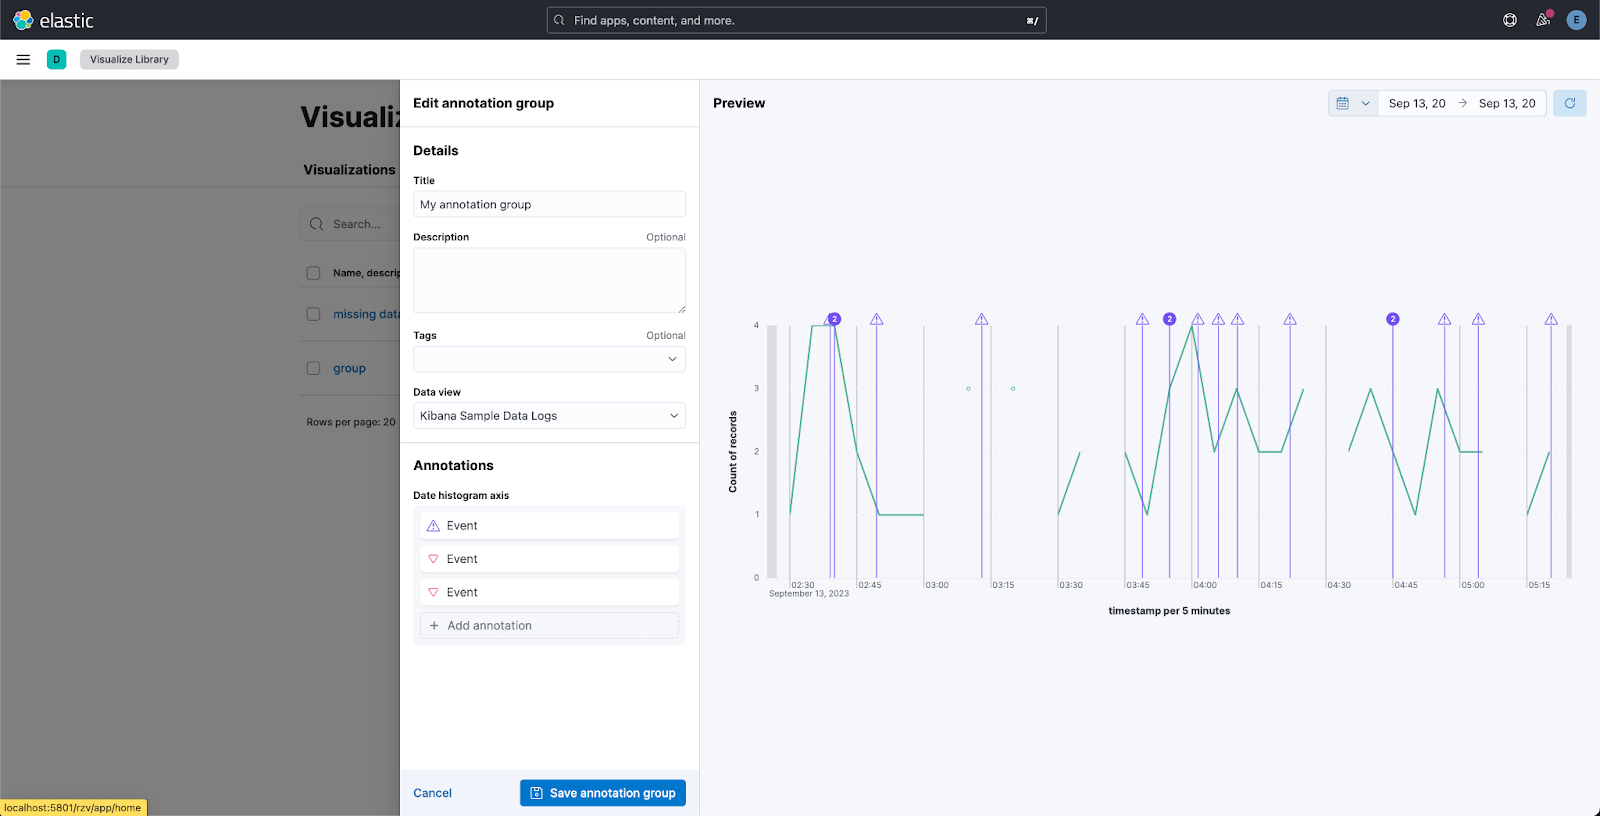 elastic
Find apps, content, and more.
⌘/
E
D
Visualize Library
Visualiz
Visualizations
Search...
Name, descrip
missing data
group
Rows per page: 20
Edit annotation group
Details
Title
My annotation group
Description
Optional
Tags
Optional
Data view
Kibana Sample Data Logs
Annotations
Date histogram axis
Event
Event
Event
+ Add annotation
Cancel
Save annotation group
Preview
Sep 13, 20 → Sep 13, 20
2
2
2
4
3
2
1
0
Count of records
02:30 02:45 03:00 03:15 03:30 03:45 04:00 04:15 04:30 04:45 05:00 05:15
September 13, 2023
timestamp per 5 minutes
localhost:5801/rzv/app/home